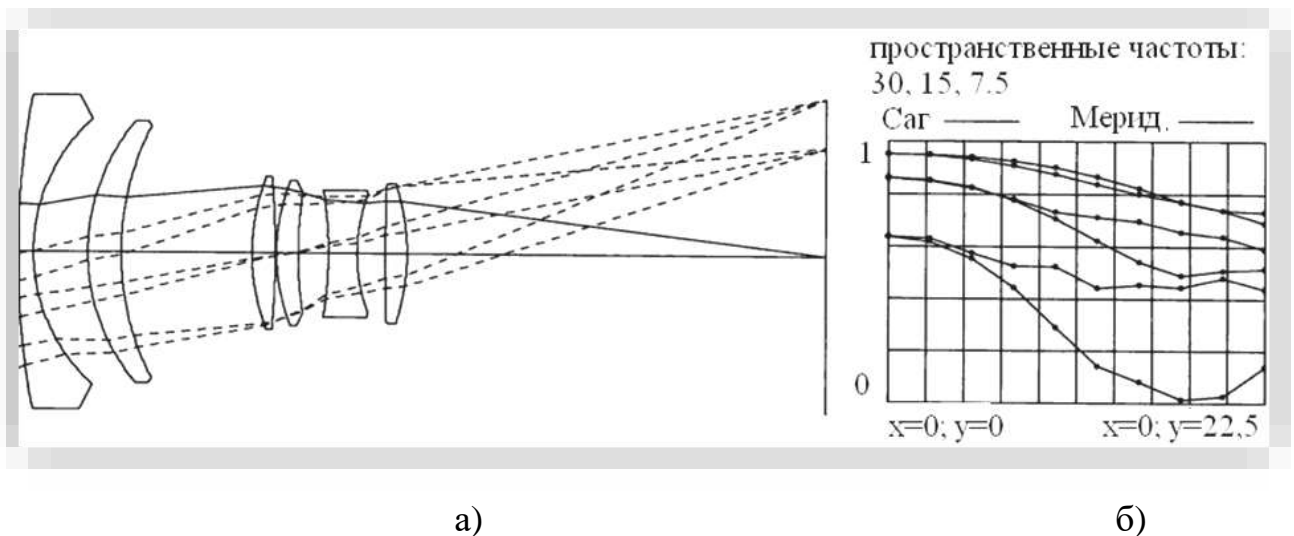 пространственные частоты:
30, 15, 7.5
Саг Мерид.
1
0
x=0; y=0 x=0; y=22,5
а) б)